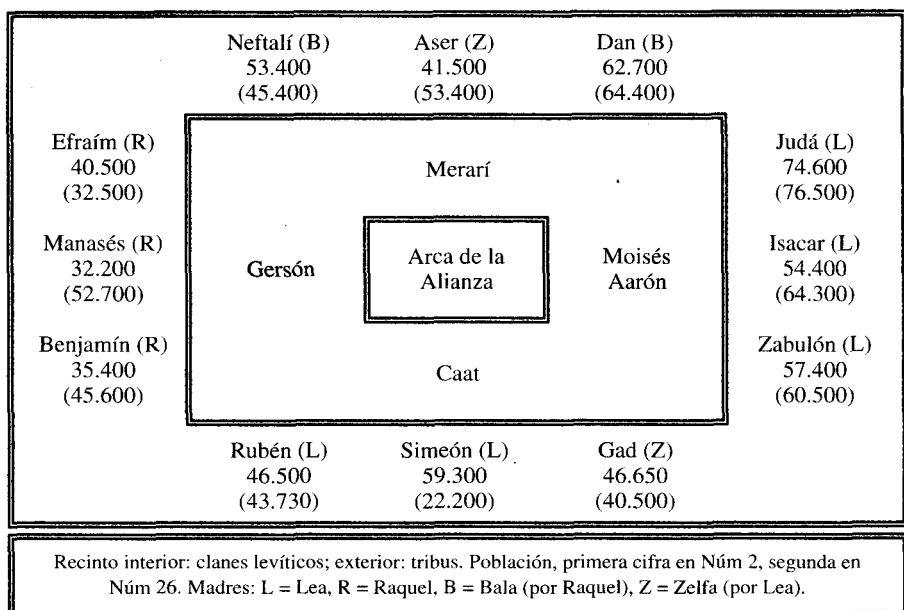 Neftalí (B) Aser (Z) Dan (B)
53.400 41.500 62.700
(45.400) (53.400) (64.400)
Efraím (R) Judá (L)
40.500 Merarí 74.600
(32.500) (76.500)
Manasés (R) Arca de la Moisés Isacar (L)
32.200 Gersón Alianza Aarón 54.400
(52.700) (64.300)
Benjamín (R) Zabulón (L)
35.400 Caat 57.400
(45.600) (60.500)
Rubén (L) Simeón (L) Gad (Z)
46.500 59.300 46.650
(43.730) (22.200) (40.500)
Recinto interior: clanes levíticos; exterior: tribus. Población, primera cifra en Núm 2, segunda en
Núm 26. Madres: L = Lea, R = Raquel, B = Bala (por Raquel), Z = Zelfa (por Lea).